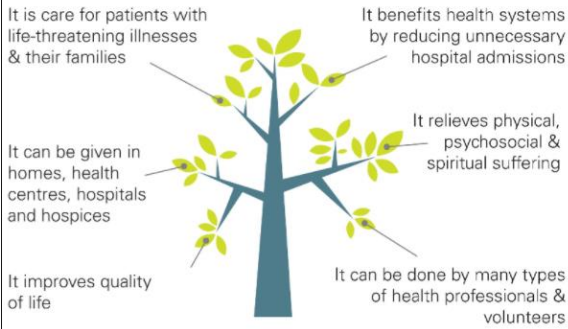 It is care for patients with
life-threatening illnesses
& their families
It benefits health systems
by reducing unnecessary
hospital admissions
It can be given in
homes, health
centres, hospitals
and hospices
It relieves physical,
psychosocial &
spiritual suffering
It improves quality
of life
It can be done by many types
of health professionals &
volunteers